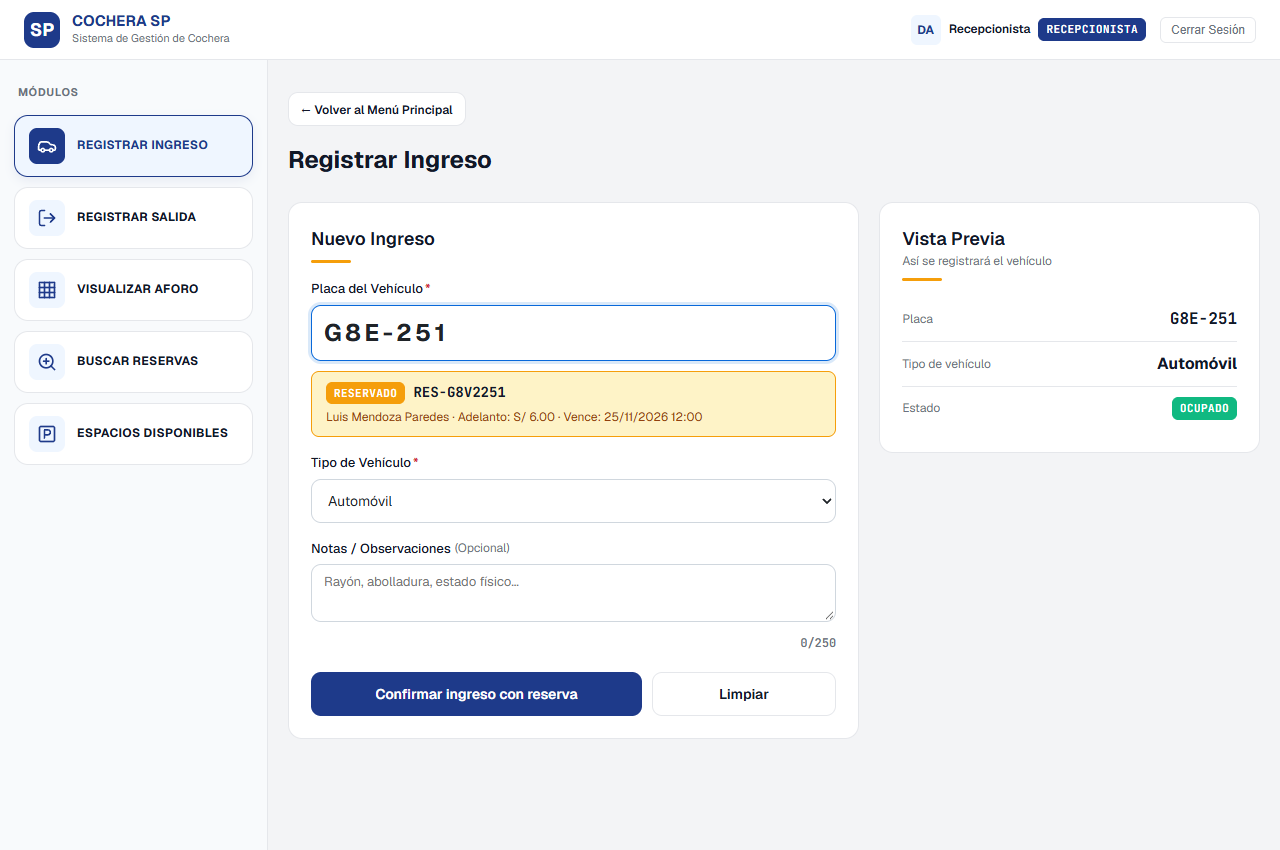 SP
COCHERA SP
Sistema de Gestión de Cochera
DA
Recepcionista
RECEPCIONISTA
Cerrar Sesión
MÓDULOS
REGISTRAR INGRESO
REGISTRAR SALIDA
VISUALIZAR AFORO
BUSCAR RESERVAS
ESPACIOS DISPONIBLES
← Volver al Menú Principal
Registrar Ingreso
Nuevo Ingreso
Placa del Vehículo *
G8E-251
RESERVADO RES-G8V2251
Luis Mendoza Paredes · Adelanto: S/ 6.00 · Vence: 25/11/2026 12:00
Tipo de Vehículo *
Automóvil
Notas / Observaciones (Opcional)
Rayón, abolladura, estado físico...
0/250
Confirmar ingreso con reserva
Limpiar
Vista Previa
Así se registrará el vehículo
Placa G8E-251
Tipo de vehículo Automóvil
Estado OCUPADO